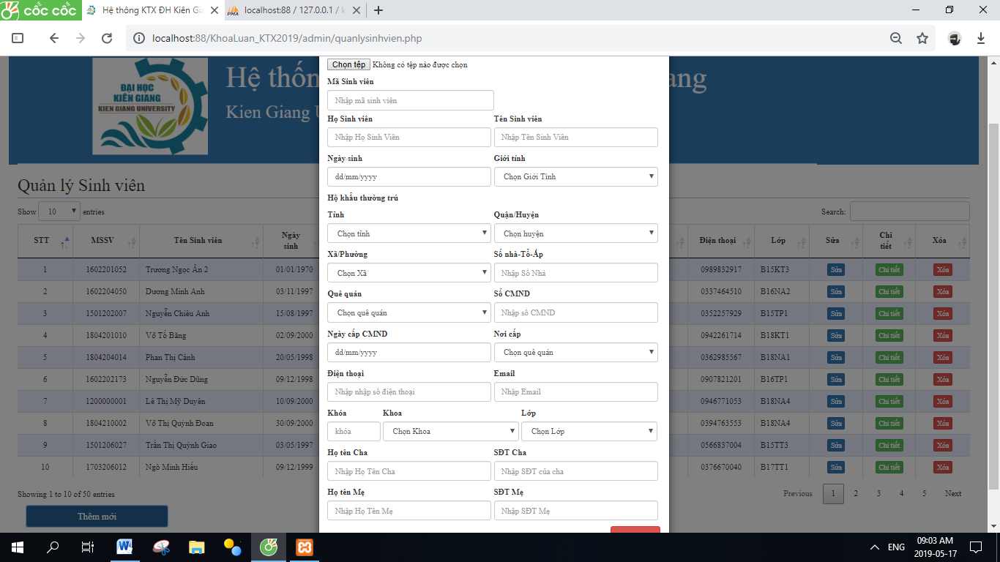 cốc cốc
Hệ thống KTX ĐH Kiên Gi
localhost:88 / 127.0.0.1 / k
localhost:88/KhoaLuan_KTX2019/admin/quanlysinhvien.php
ĐẠI HỌC
KIÊN GIANG
KIEN GIANG UNIVERSITY
Hệ thốn
ang
Kien Giang U
Chọn tệp Không có tệp nào được chọn
Mã Sinh viên
Nhập mã sinh viên
Họ Sinh viên Tên Sinh viên
Nhập Họ Sinh Viên Nhập Tên Sinh Viên
Ngày sinh Giới tính
dd/mm/yyyy Chọn Giới Tính
Hộ khẩu thường trú
Tỉnh Quận/Huyện
Chọn tỉnh Chọn huyện
Xã/Phường Số nhà-Tổ-Ấp
Chọn Xã Nhập Số Nhà
Quê quán Số CMND
Chọn quê quán Nhập số CMND
Ngày cấp CMND Nơi cấp
dd/mm/yyyy Chọn quê quán
Điện thoại Email
Nhập nhập số điện thoại Nhập Email
Khóa Khoa Lớp
khóa Chọn Khoa Chọn Lớp
Họ tên Cha SĐT Cha
Nhập Họ Tên Cha Nhập SĐT của cha
Họ tên Mẹ SĐT Mẹ
Nhập Họ Tên Mẹ Nhập SĐT Mẹ
Quản lý Sinh viên
Show 10 entries Search:
STT MSSV Tên Sinh viên Ngày sinh Điện thoại Lớp Sửa Chi tiết Xóa
1 1602201052 Trương Ngọc Ân 2 01/01/1970 0989832917 B15KT3 Sửa Chi tiết Xóa
2 1602204050 Dương Minh Anh 03/11/1997 0337464510 B16NA2 Sửa Chi tiết Xóa
3 1501202007 Nguyễn Chiêu Anh 15/08/1997 0352257929 B15TP1 Sửa Chi tiết Xóa
4 1804201010 Võ Tố Băng 02/09/2000 0942261714 B18KT1 Sửa Chi tiết Xóa
5 1804204014 Phan Thị Cảnh 20/05/1998 0362985567 B18NA1 Sửa Chi tiết Xóa
6 1602202173 Nguyễn Đức Dũng 09/12/1998 0907821201 B16TP1 Sửa Chi tiết Xóa
7 1200000001 Lê Thị Mỹ Duyên 10/09/2000 0946771053 B18NA4 Sửa Chi tiết Xóa
8 1804210002 Võ Thị Quỳnh Đoan 30/09/2000 0394763553 B18NA4 Sửa Chi tiết Xóa
9 1501206027 Trần Thị Quỳnh Giao 03/05/1997 0566837004 B15TT3 Sửa Chi tiết Xóa
10 1703206012 Ngô Minh Hiếu 09/12/1999 0376670040 B17TT1 Sửa Chi tiết Xóa
Showing 1 to 10 of 50 entries Previous 1 2 3 4 5 Next
Thêm mới
ENG
09:03 AM
2019-05-17